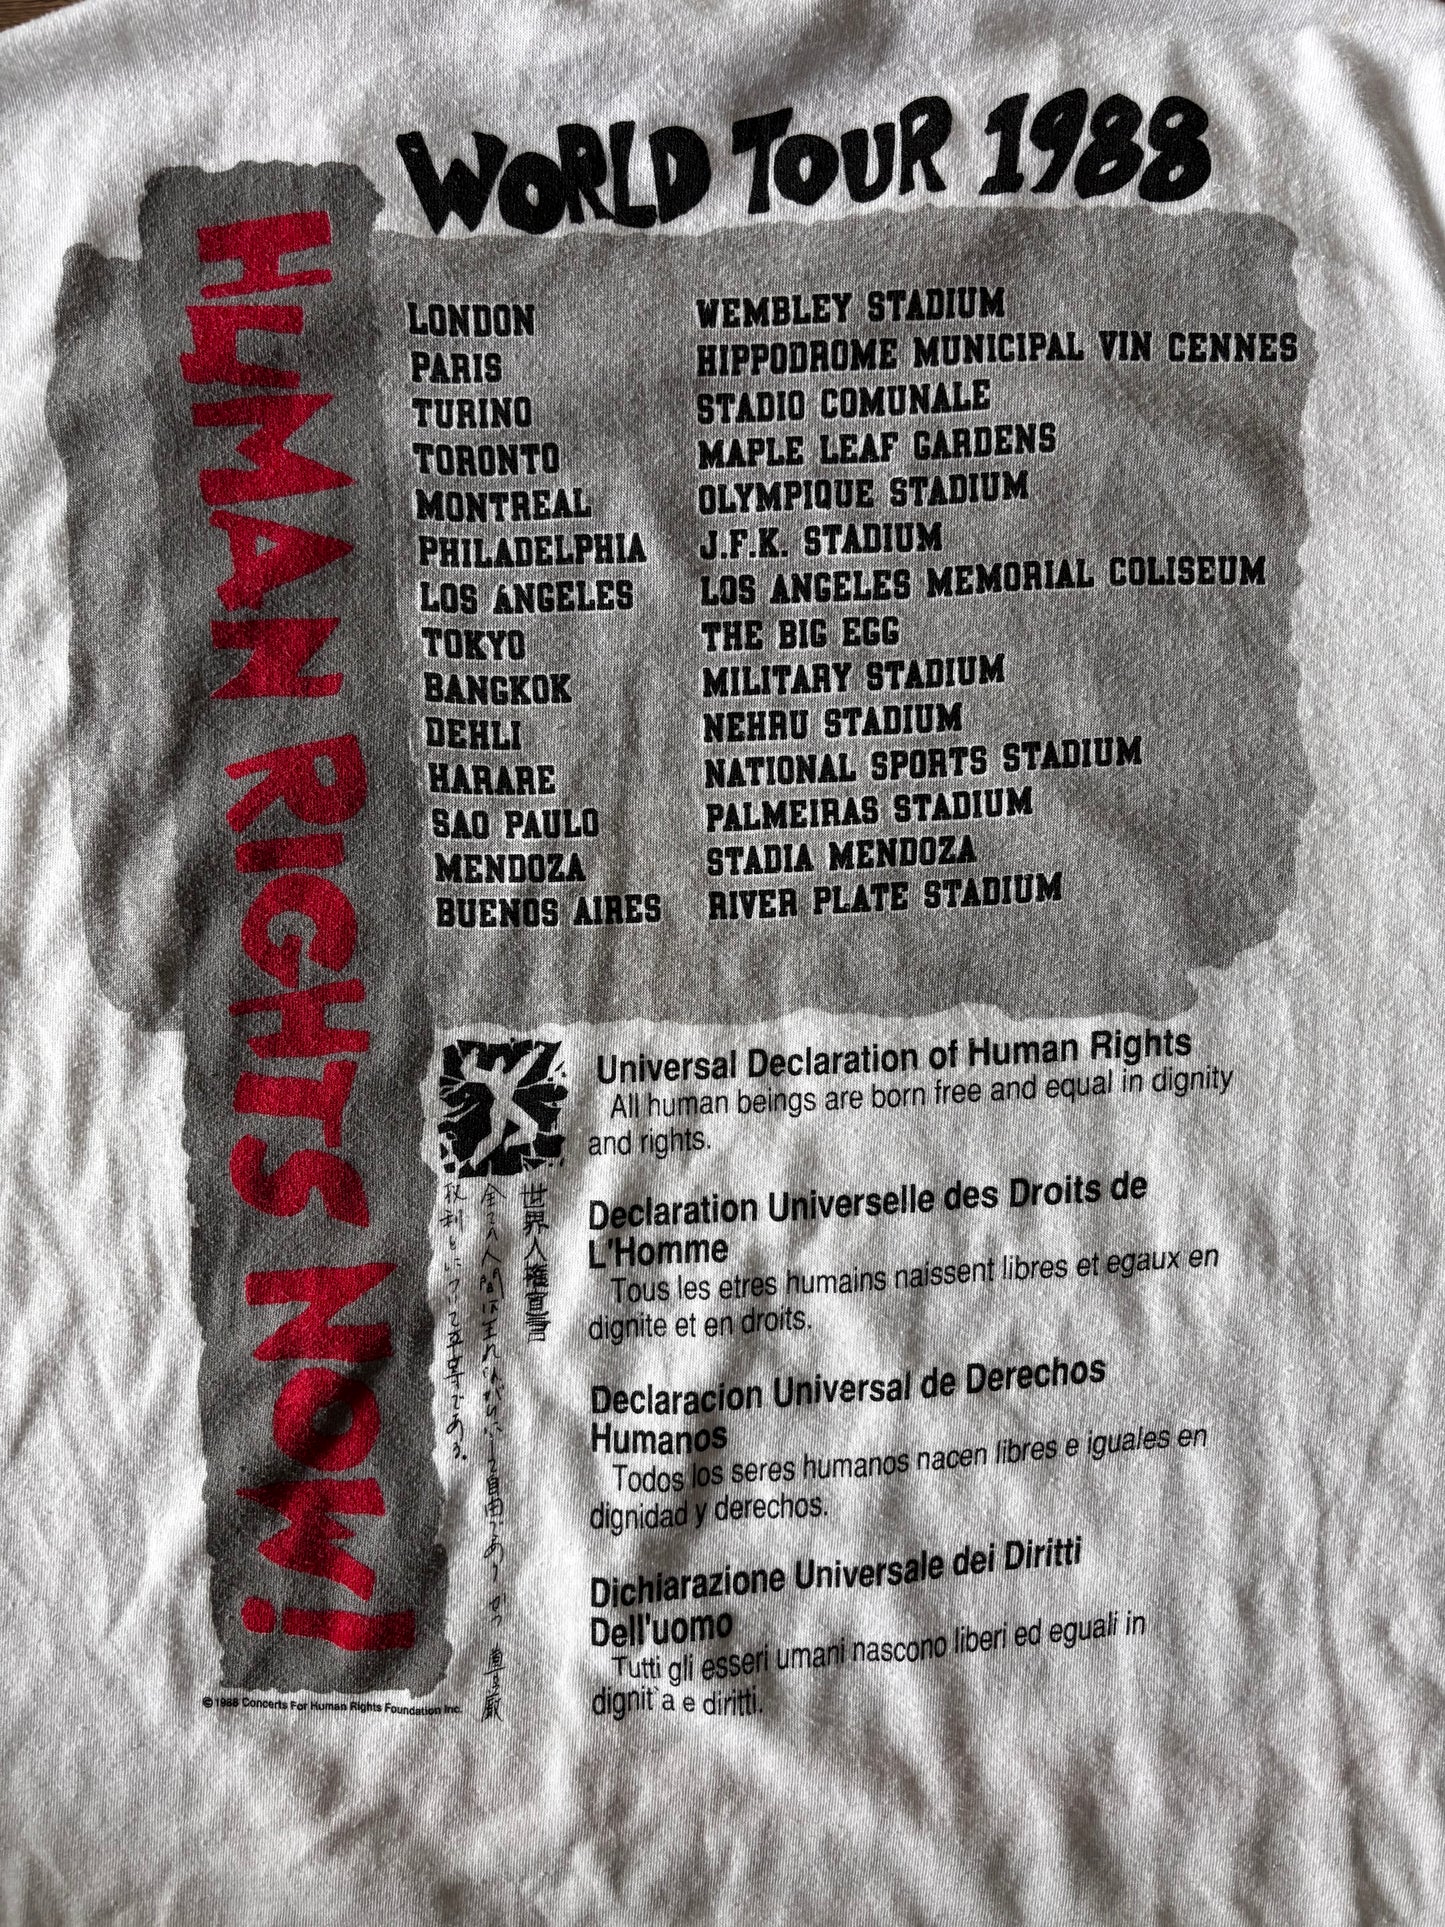 WORLD TOUR 1988
HUMAN RIGHTS NOW!
LONDON WEMBLEY STADIUM
PARIS HIPPODROME MUNICIPAL VIN CENNES
TURINO STADIO COMUNALE
TORONTO MAPLE LEAF GARDENS
MONTREAL OLYMPIQUE STADIUM
PHILADELPHIA J.F.K. STADIUM
LOS ANGELES LOS ANGELES MEMORIAL COLISEUM
TOKYO THE BIG EGG
BANGKOK MILITARY STADIUM
DEHLI NEHRU STADIUM
HARARE NATIONAL SPORTS STADIUM
SAO PAULO PALMEIRAS STADIUM
MENDOZA STADIA MENDOZA
BUENOS AIRES RIVER PLATE STADIUM
Universal Declaration of Human Rights
All human beings are born free and equal in dignity
and rights.
Declaration Universelle des Droits de
L'Homme
Tous les etres humains naissent libres et egaux en
dignite et en droits.
Declaracion Universal de Derechos
Humanos
Todos los seres humanos nacen libres e iguales en
dignidad y derechos.
Dichiarazione Universale dei Diritti
Dell'uomo
Tutti gli esseri umani nascono liberi ed eguali in
dignit`a e diritti.
世界人権宣言
© 1988 Concerts For Human Rights Foundation Inc.